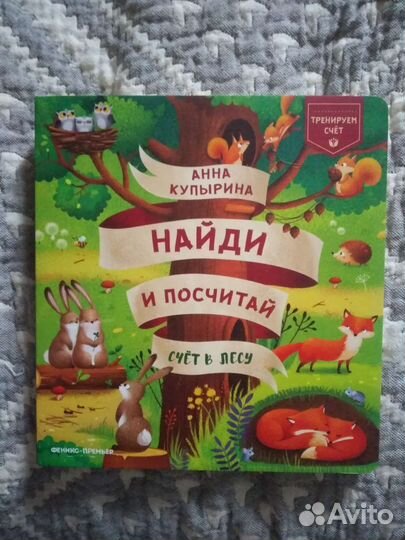 ТРЕНИРУЕМ
СЧЁТ
АННА
КУПЫРИНА
НАЙДИ
И ПОСЧИТАЙ
СЧЁТ В ЛЕСУ
ФЕНИКС-ПРЕМЬЕР
Avito